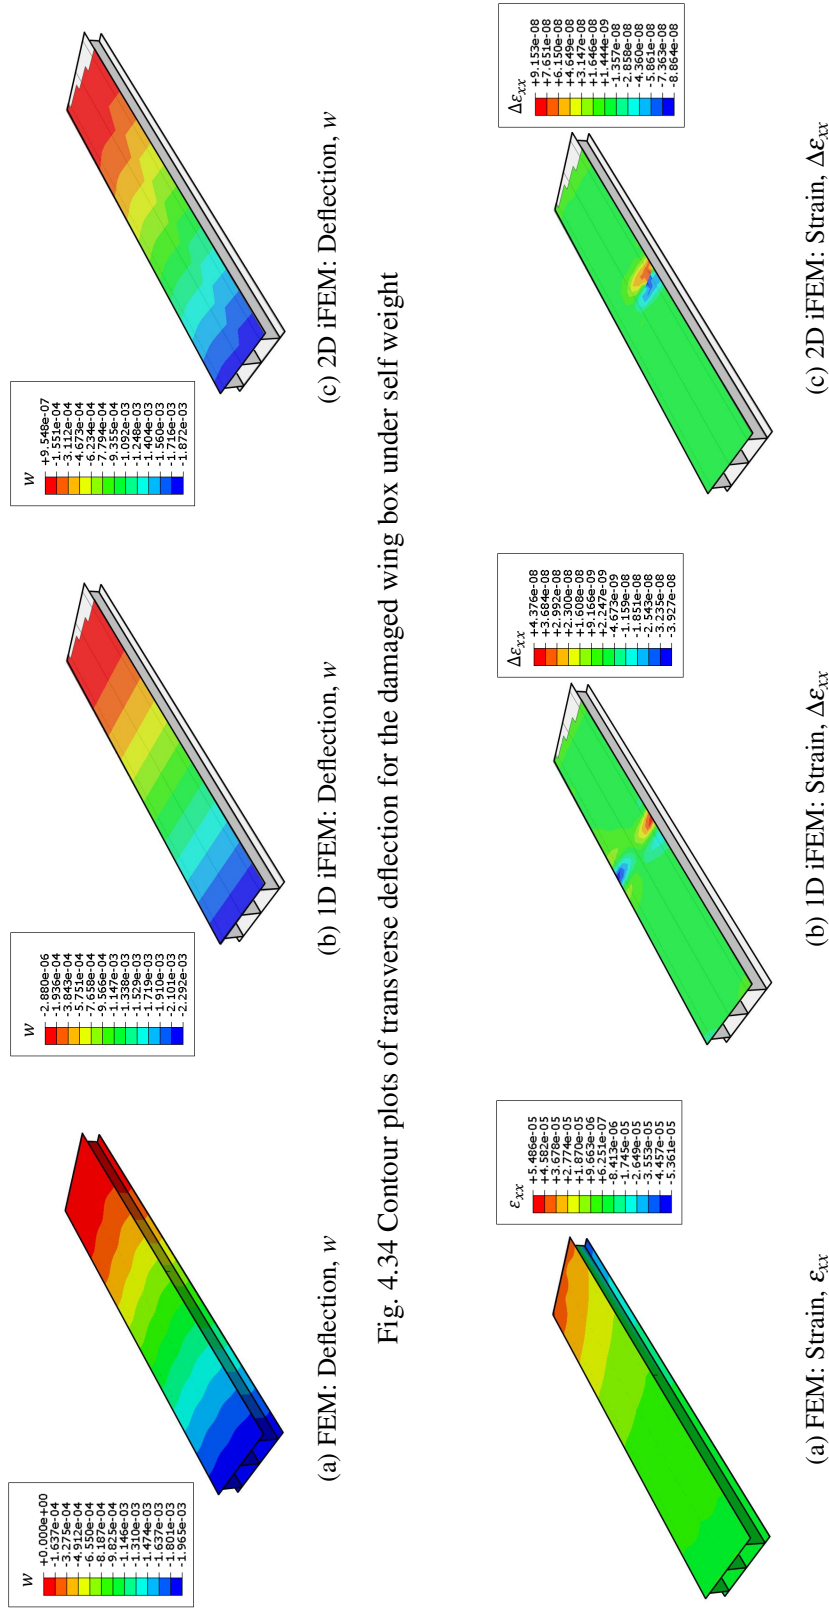 w
+0.000e+00
-1.637e-04
-3.275e-04
-4.912e-04
-6.550e-04
-8.187e-04
-9.825e-04
-1.146e-03
-1.310e-03
-1.474e-03
-1.637e-03
-1.801e-03
-1.965e-03
(a) FEM: Deflection, w
w
-2.880e-06
-1.936e-04
-3.843e-04
-5.751e-04
-7.658e-04
-9.566e-04
-1.147e-03
-1.338e-03
-1.529e-03
-1.719e-03
-1.910e-03
-2.101e-03
-2.292e-03
(b) 1D iFEM: Deflection, w
w
+9.548e-07
-1.551e-04
-3.112e-04
-4.673e-04
-6.234e-04
-7.794e-04
-9.355e-04
-1.092e-03
-1.248e-03
-1.404e-03
-1.560e-03
-1.716e-03
-1.872e-03
(c) 2D iFEM: Deflection, w
Fig. 4.34 Contour plots of transverse deflection for the damaged wing box under self weight
εxx
+5.486e-05
+4.582e-05
+3.678e-05
+2.774e-05
+1.870e-05
+9.663e-06
+6.251e-07
-8.413e-06
-1.745e-05
-2.649e-05
-3.553e-05
-4.457e-05
-5.361e-05
(a) FEM: Strain, εxx
Δεxx
+4.376e-08
+3.684e-08
+2.992e-08
+2.300e-08
+1.608e-08
+9.166e-09
+2.247e-09
-4.673e-09
-1.159e-08
-1.851e-08
-2.543e-08
-3.235e-08
-3.927e-08
(b) 1D iFEM: Strain, Δεxx
Δεxx
+9.153e-08
+7.651e-08
+6.150e-08
+4.649e-08
+3.147e-08
+1.646e-08
+1.444e-09
-1.357e-08
-2.858e-08
-4.360e-08
-5.861e-08
-7.363e-08
-8.864e-08
(c) 2D iFEM: Strain, Δεxx